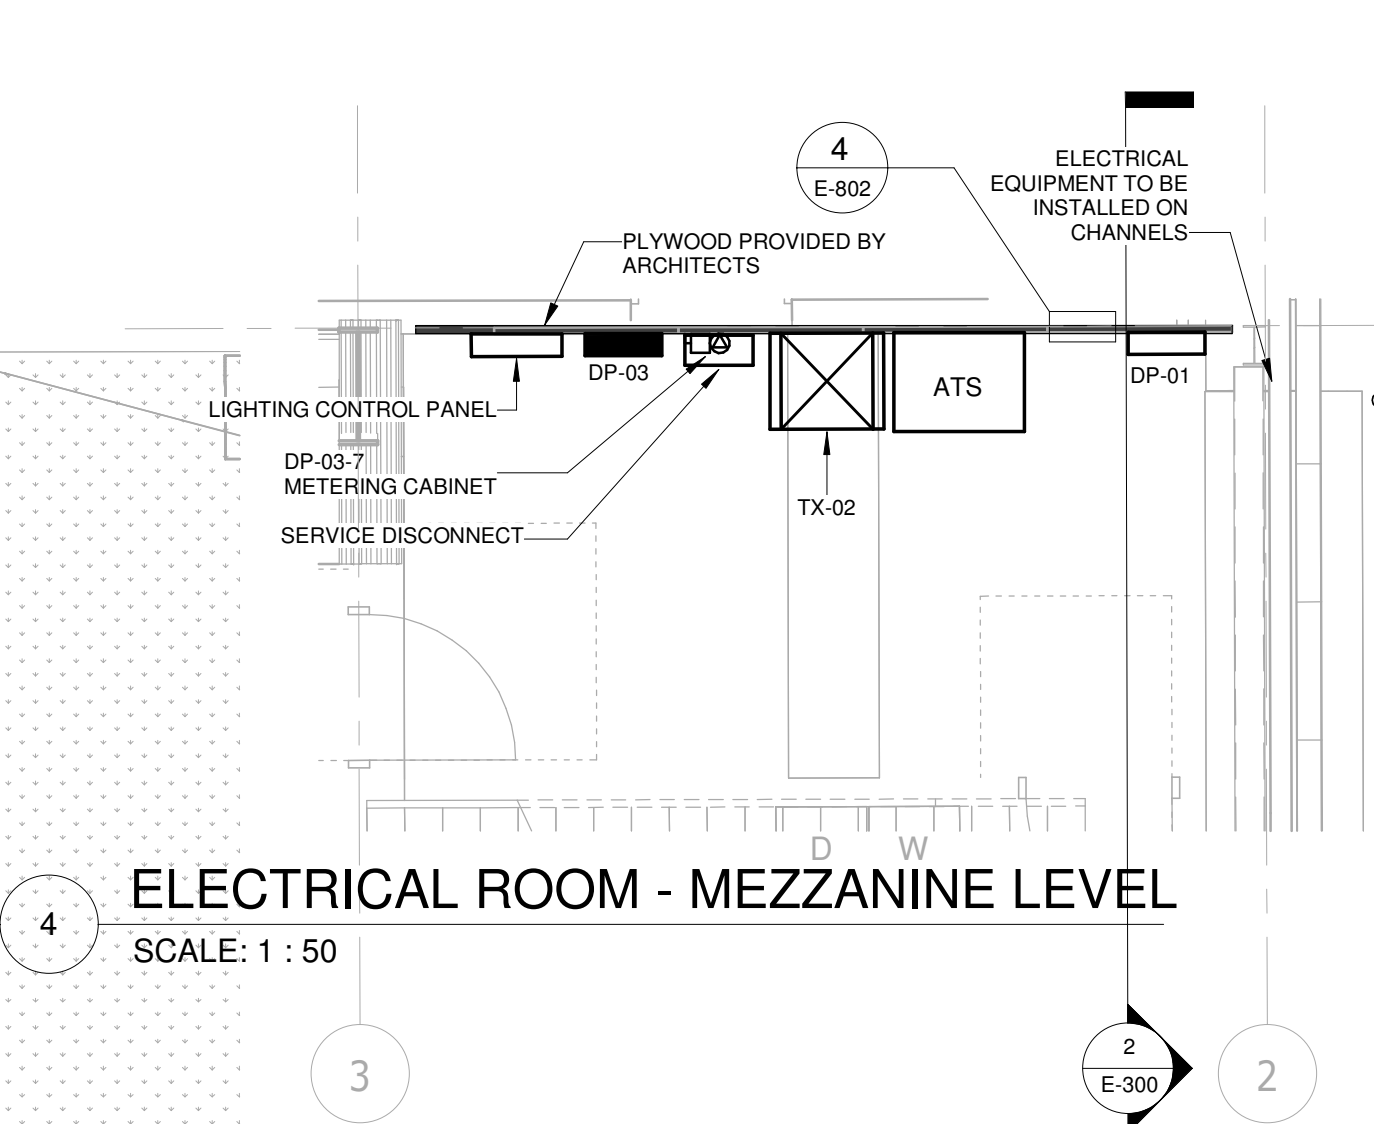 4
E-802
ELECTRICAL
EQUIPMENT TO BE
INSTALLED ON
CHANNELS
PLYWOOD PROVIDED BY
ARCHITECTS
DP-03
ATS
DP-01
LIGHTING CONTROL PANEL
DP-03-7
METERING CABINET
TX-02
SERVICE DISCONNECT
D
W
4
ELECTRICAL ROOM - MEZZANINE LEVEL
SCALE: 1 : 50
3
2
E-300
2